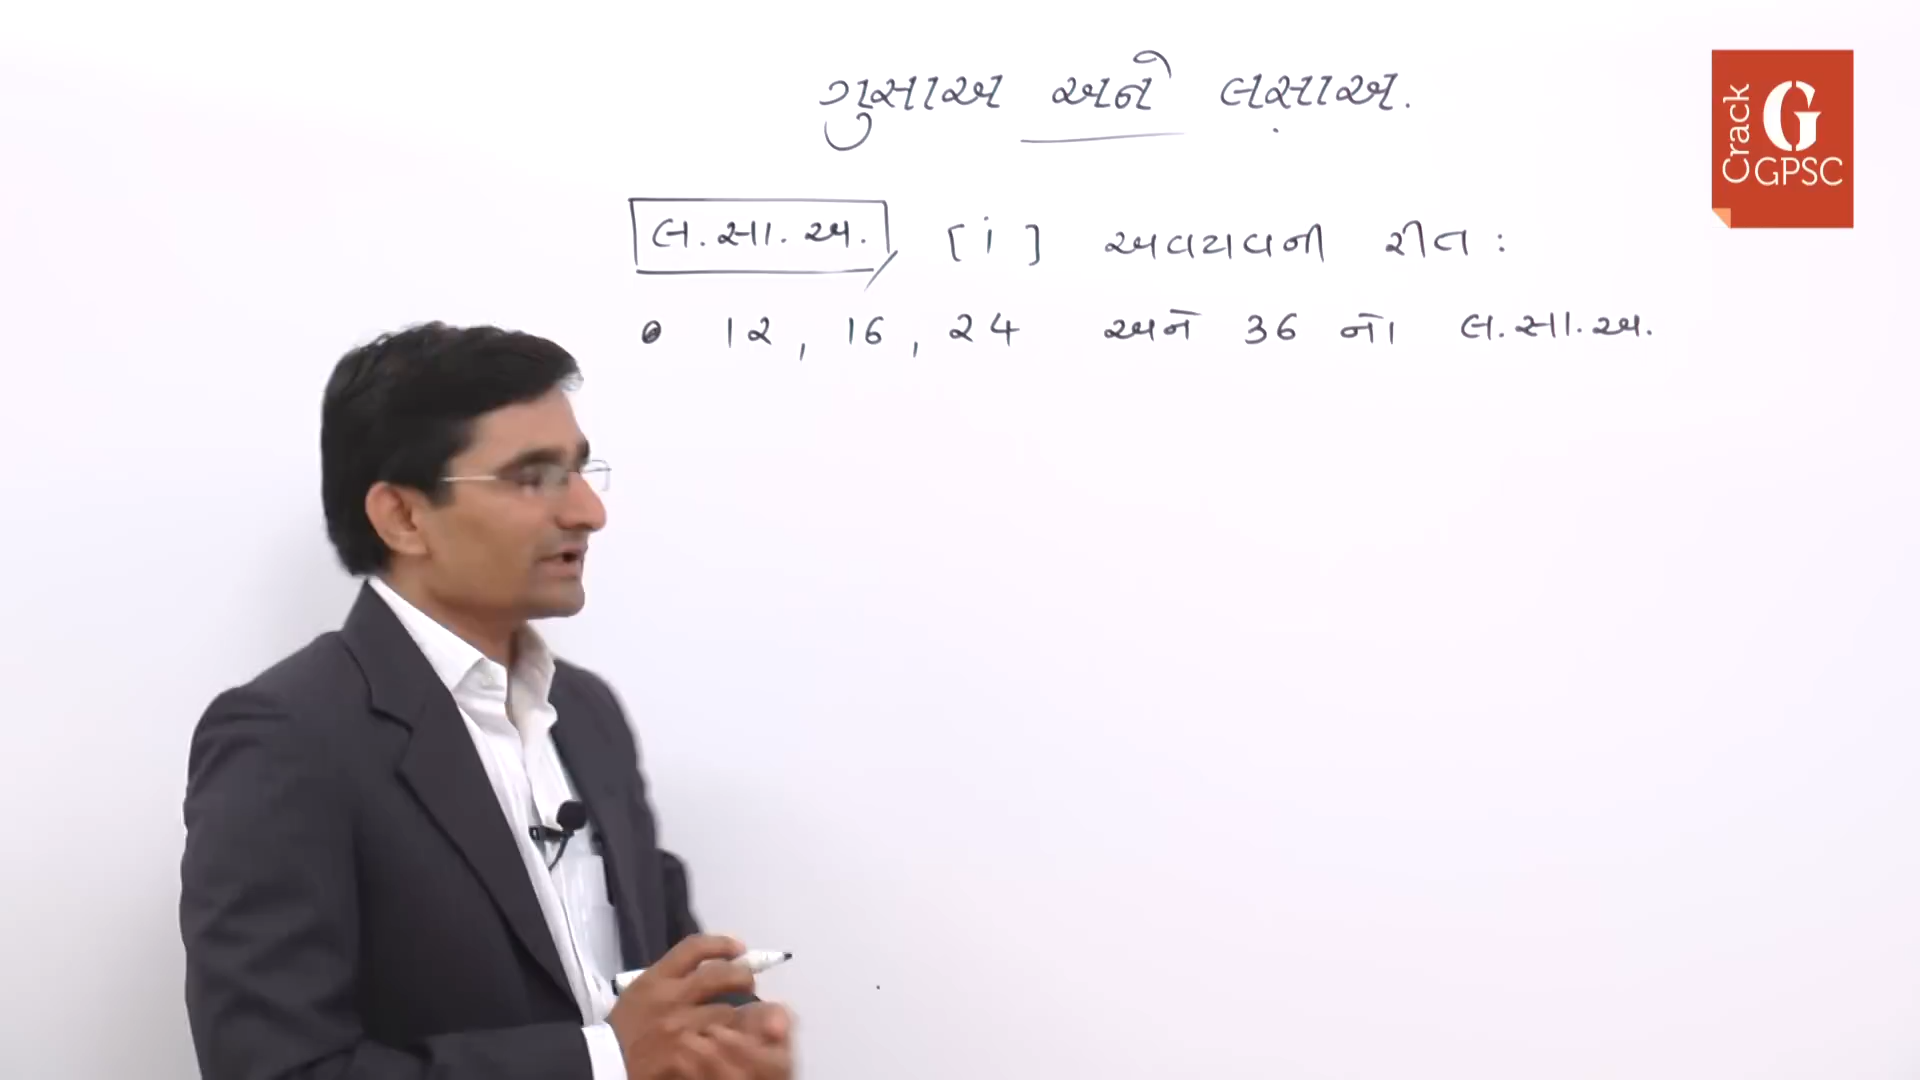 ગુસાઅ અને લસાઅ.
Crack
G
GPSC
લ.સા.અ. [i] અવયવની રીત :
• 12, 16, 24 અને 36 નો લ.સા.અ.